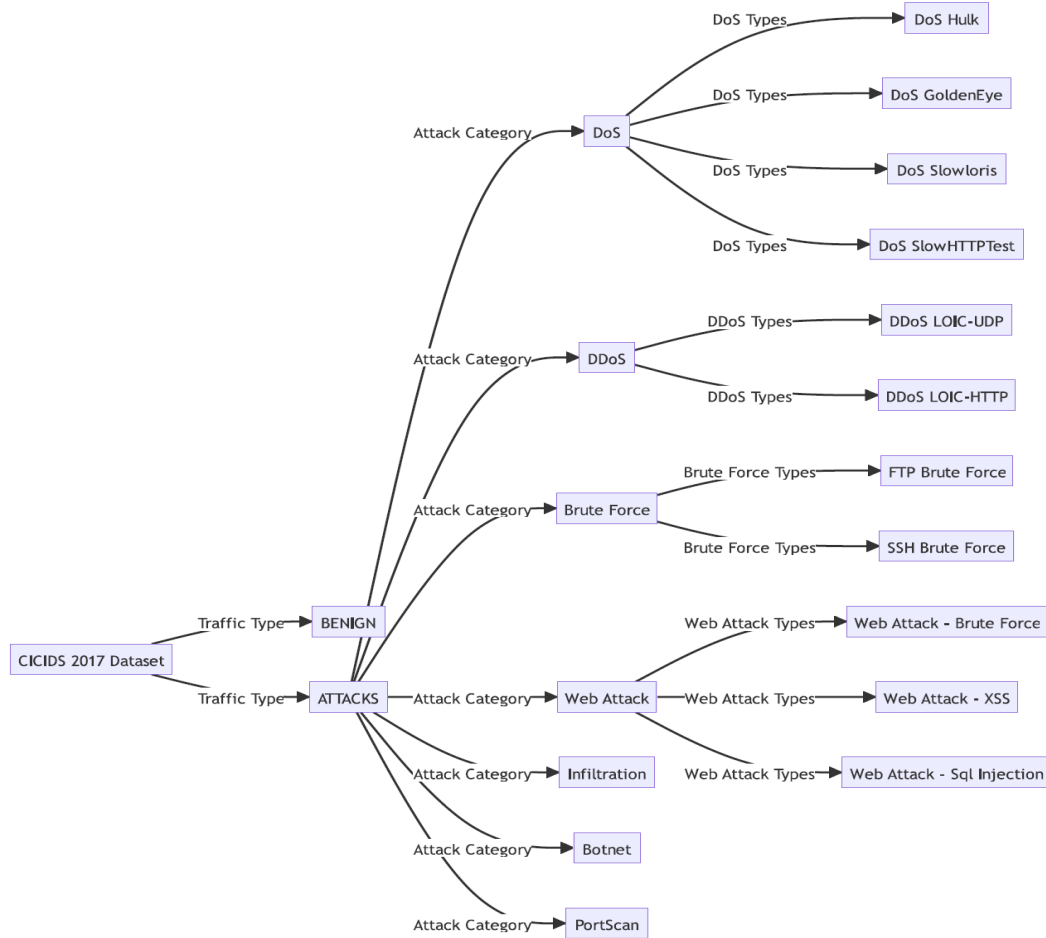 DoS Types
DoS Hulk
DoS Types
DoS GoldenEye
Attack Category
DoS
DoS Types
DoS Slowloris
DoS Types
DoS SlowHTTPTest
DDoS Types
DDoS LOIC-UDP
Attack Category
DDoS
DDoS Types
DDoS LOIC-HTTP
Brute Force Types
FTP Brute Force
Attack Category
Brute Force
Brute Force Types
SSH Brute Force
Traffic Type
BENIGN
Web Attack Types
Web Attack - Brute Force
CICIDS 2017 Dataset
Traffic Type
ATTACKS
Attack Category
Web Attack
Web Attack Types
Web Attack - XSS
Attack Category
Infiltration
Web Attack Types
Web Attack - Sql Injection
Attack Category
Botnet
Attack Category
PortScan